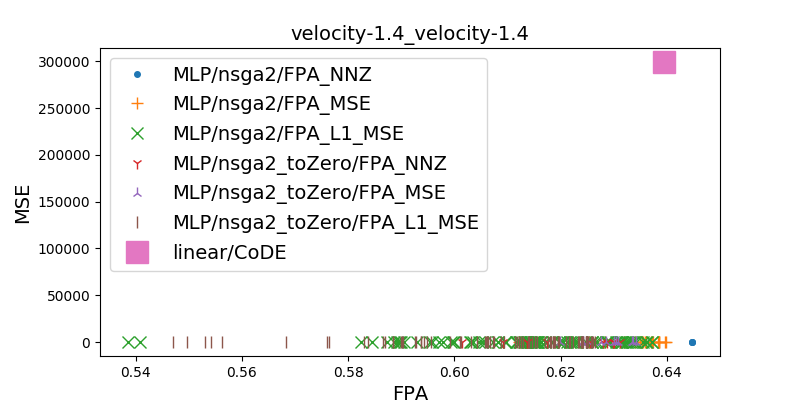 velocity-1.4_velocity-1.4
MSE
300000
250000
200000
150000
100000
50000
0
MLP/nsga2/FPA_NNZ
MLP/nsga2/FPA_MSE
MLP/nsga2/FPA_L1_MSE
MLP/nsga2_toZero/FPA_NNZ
MLP/nsga2_toZero/FPA_MSE
MLP/nsga2_toZero/FPA_L1_MSE
linear/CoDE
0.54 0.56 0.58 0.60 0.62 0.64
FPA